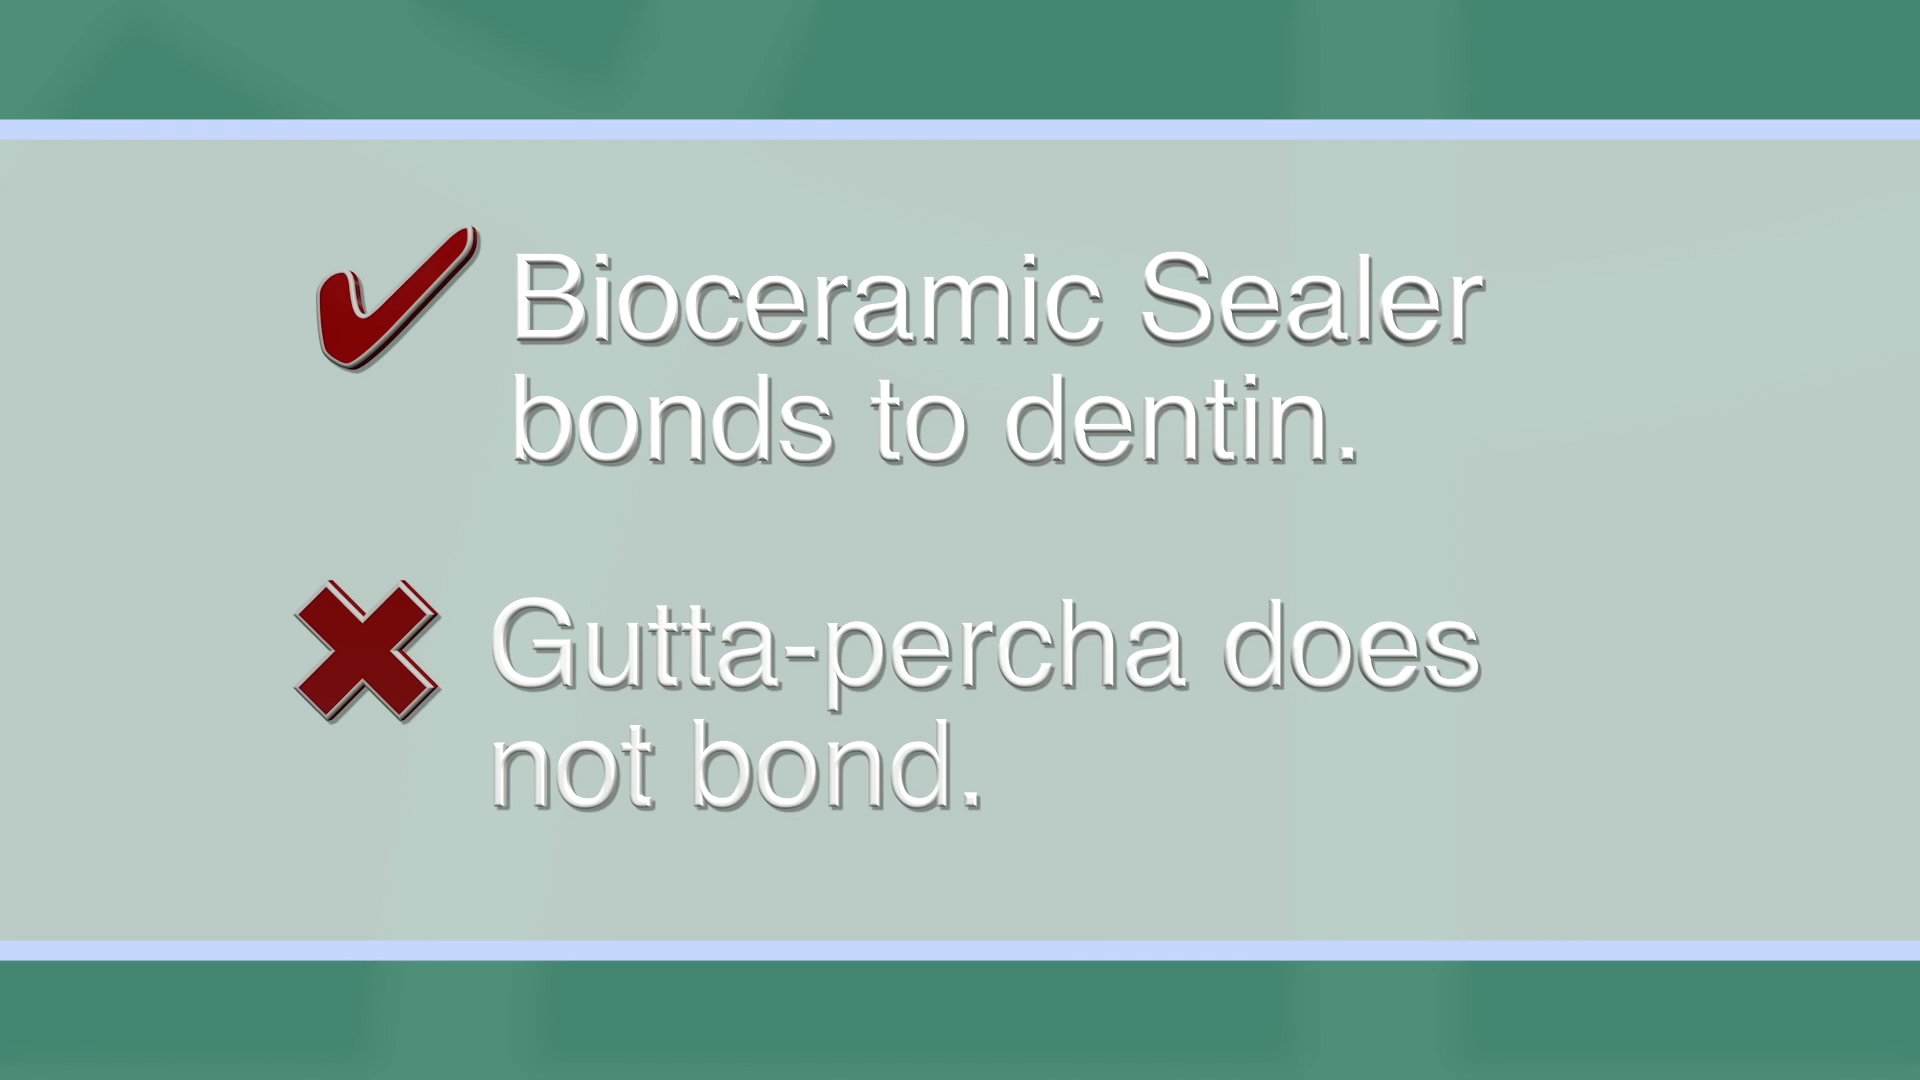 Bioceramic Sealer
bonds to dentin.
Gutta-percha does
not bond.